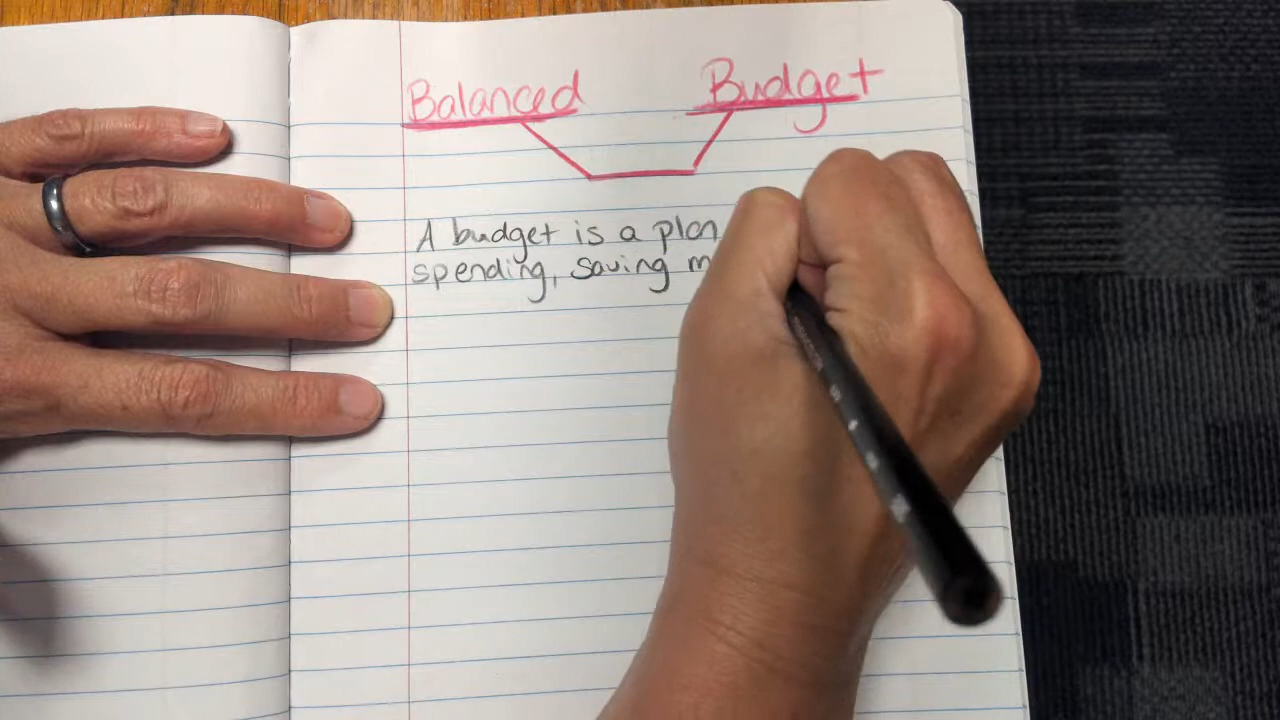 Balanced Budget
A budget is a plan
spending, saving m